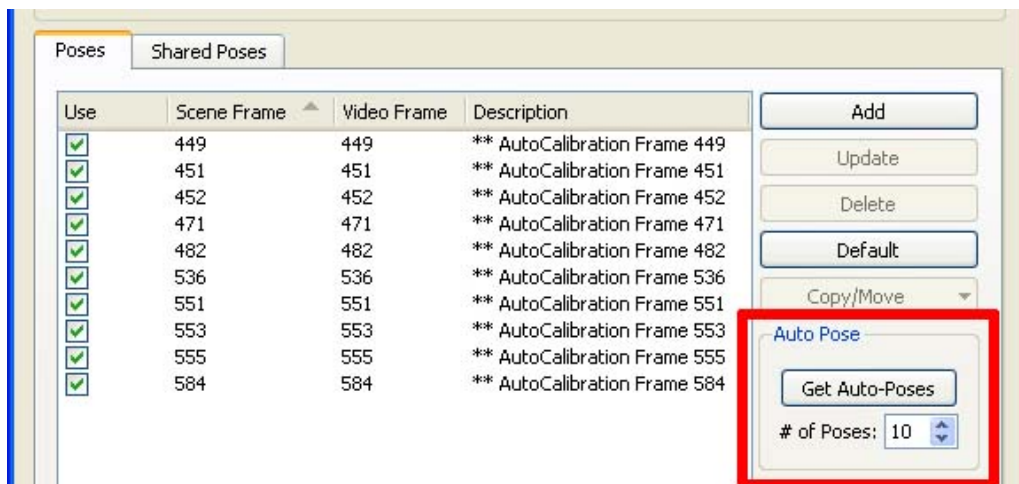 Poses Shared Poses
Use Scene Frame Video Frame Description
449 449 ** AutoCalibration Frame 449
451 451 ** AutoCalibration Frame 451
452 452 ** AutoCalibration Frame 452
471 471 ** AutoCalibration Frame 471
482 482 ** AutoCalibration Frame 482
536 536 ** AutoCalibration Frame 536
551 551 ** AutoCalibration Frame 551
553 553 ** AutoCalibration Frame 553
555 555 ** AutoCalibration Frame 555
584 584 ** AutoCalibration Frame 584
Add
Update
Delete
Default
Copy/Move
Auto Pose
Get Auto-Poses
# of Poses: 10